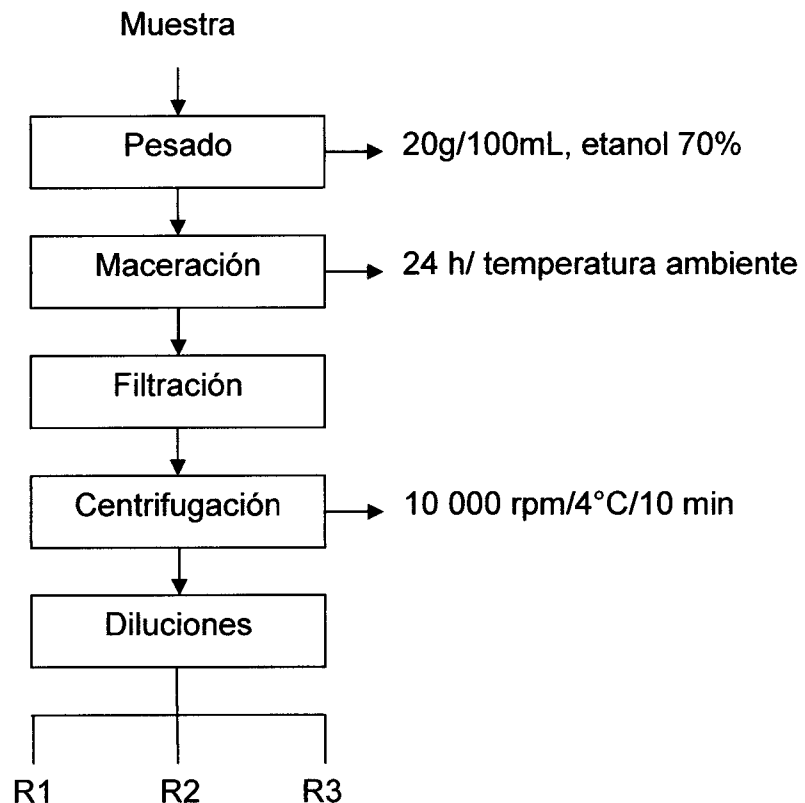 Muestra
Pesado
20g/100mL, etanol 70%
Maceración
24 h/ temperatura ambiente
Filtración
Centrifugación
10 000 rpm/4°C/10 min
Diluciones
R1 R2 R3